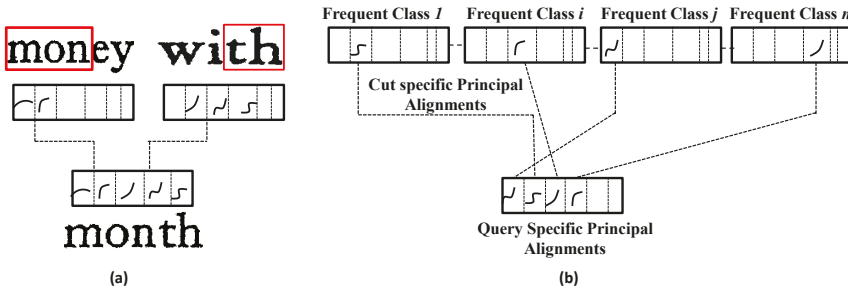 money with
month
(a)
Frequent Class 1 Frequent Class i Frequent Class j Frequent Class n
Cut specific Principal
Alignments
Query Specific Principal
Alignments
(b)